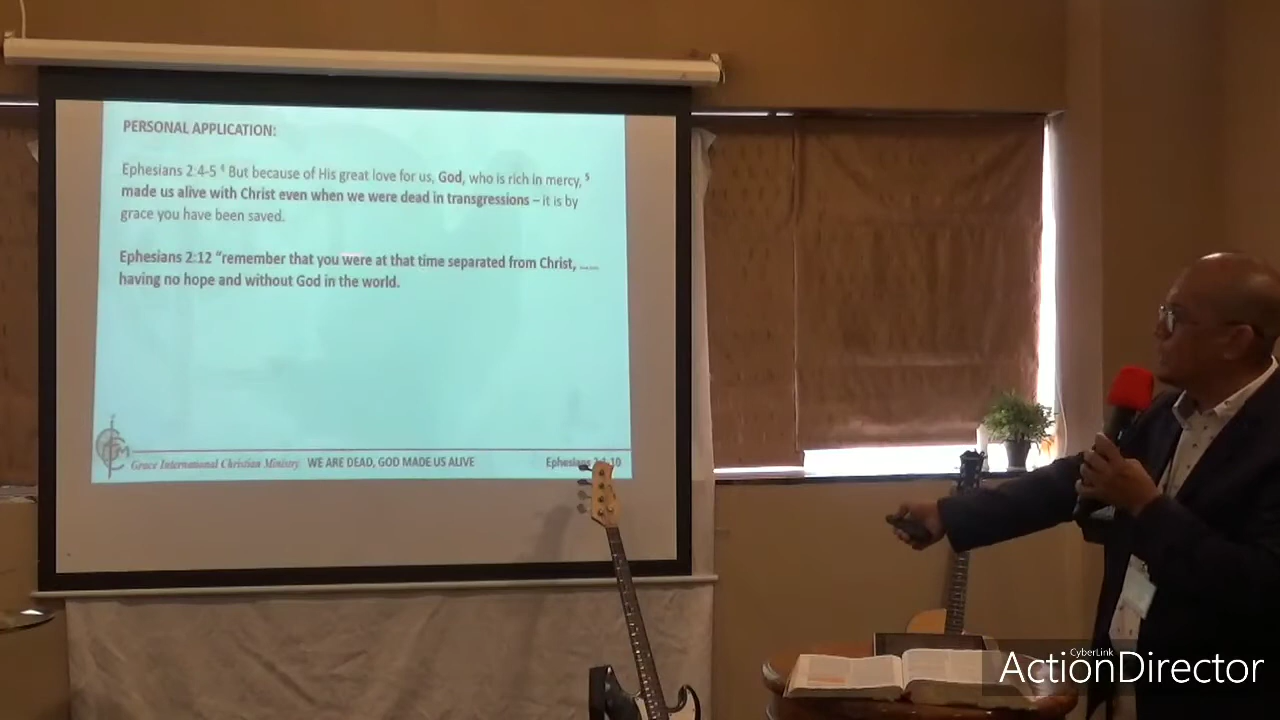 PERSONAL APPLICATION:
Ephesians 2:4-5 ⁴ But because of His great love for us, God, who is rich in mercy, ⁵
made us alive with Christ even when we were dead in transgressions – it is by
grace you have been saved.
Ephesians 2:12 “remember that you were at that time separated from Christ, ......
having no hope and without God in the world.
Grace International Christian Ministry WE ARE DEAD, GOD MADE US ALIVE Ephesians 10
CyberLink
ActionDirector